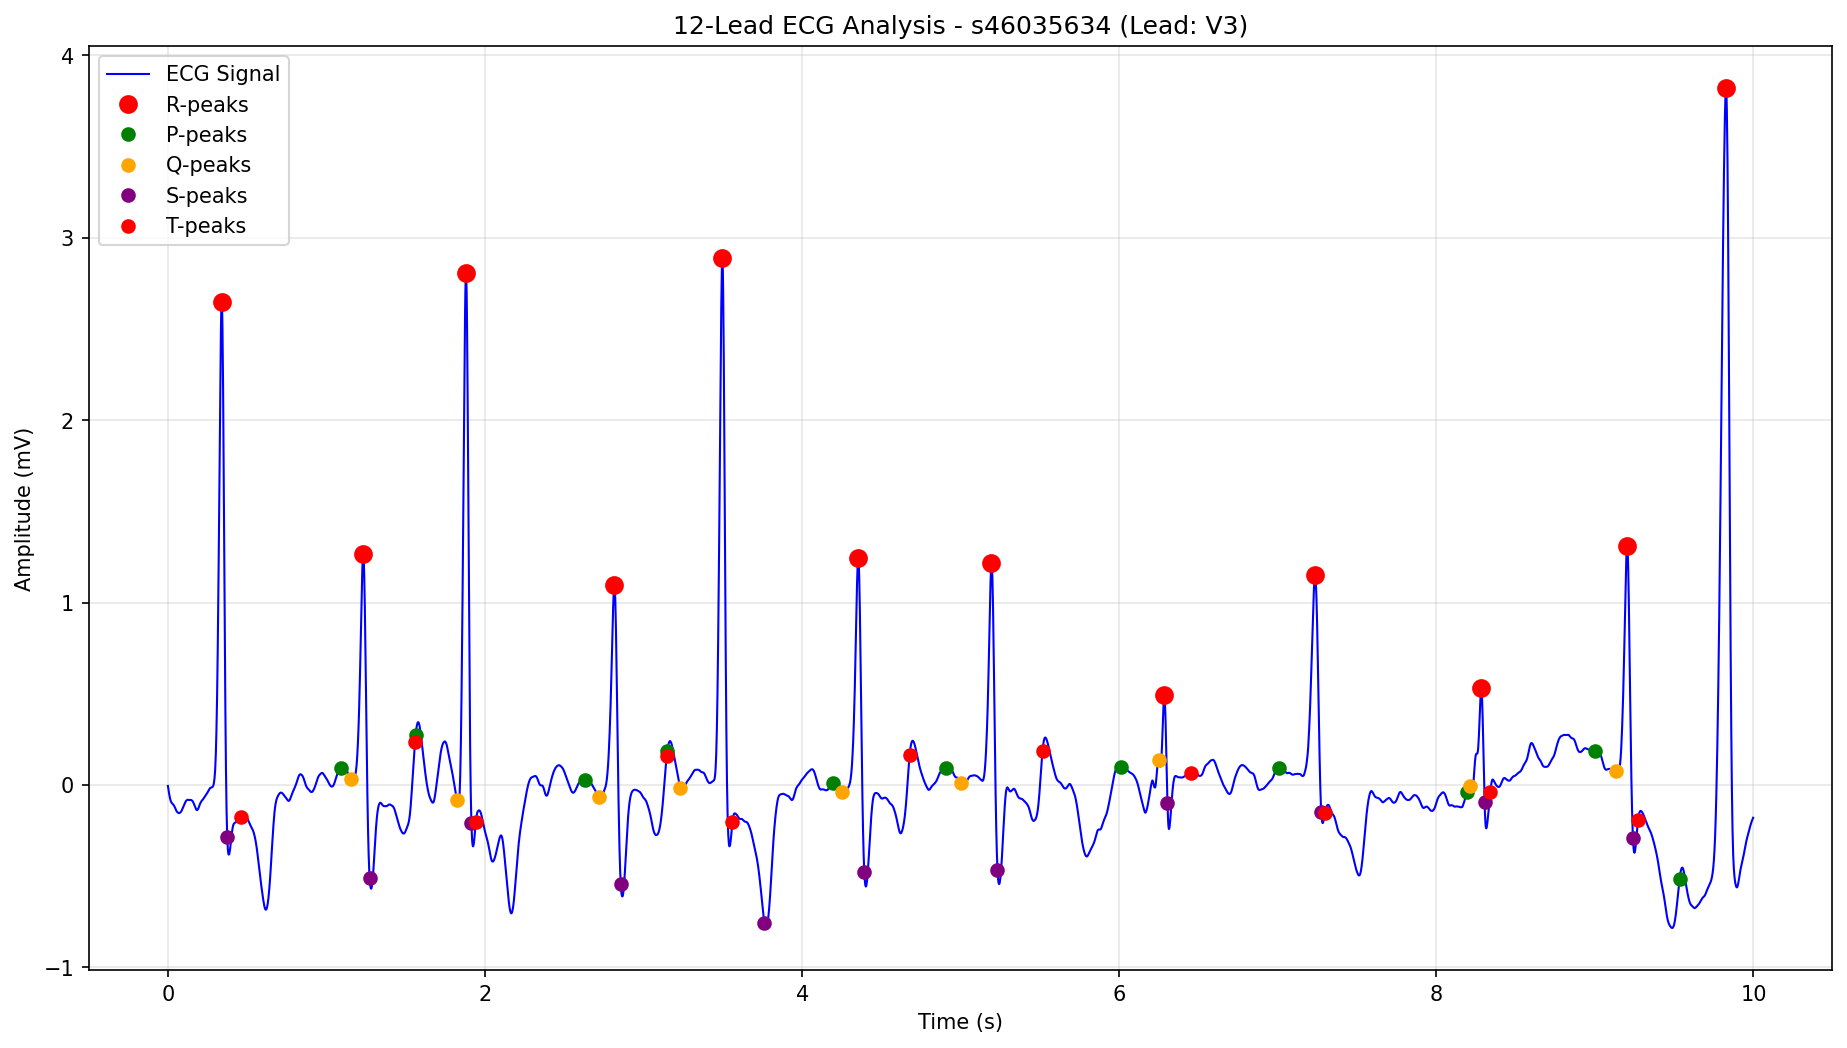 12-Lead ECG Analysis - s46035634 (Lead: V3)
ECG Signal
R-peaks
P-peaks
Q-peaks
S-peaks
T-peaks
4
3
2
1
0
−1
Amplitude (mV)
0 2 4 6 8 10
Time (s)